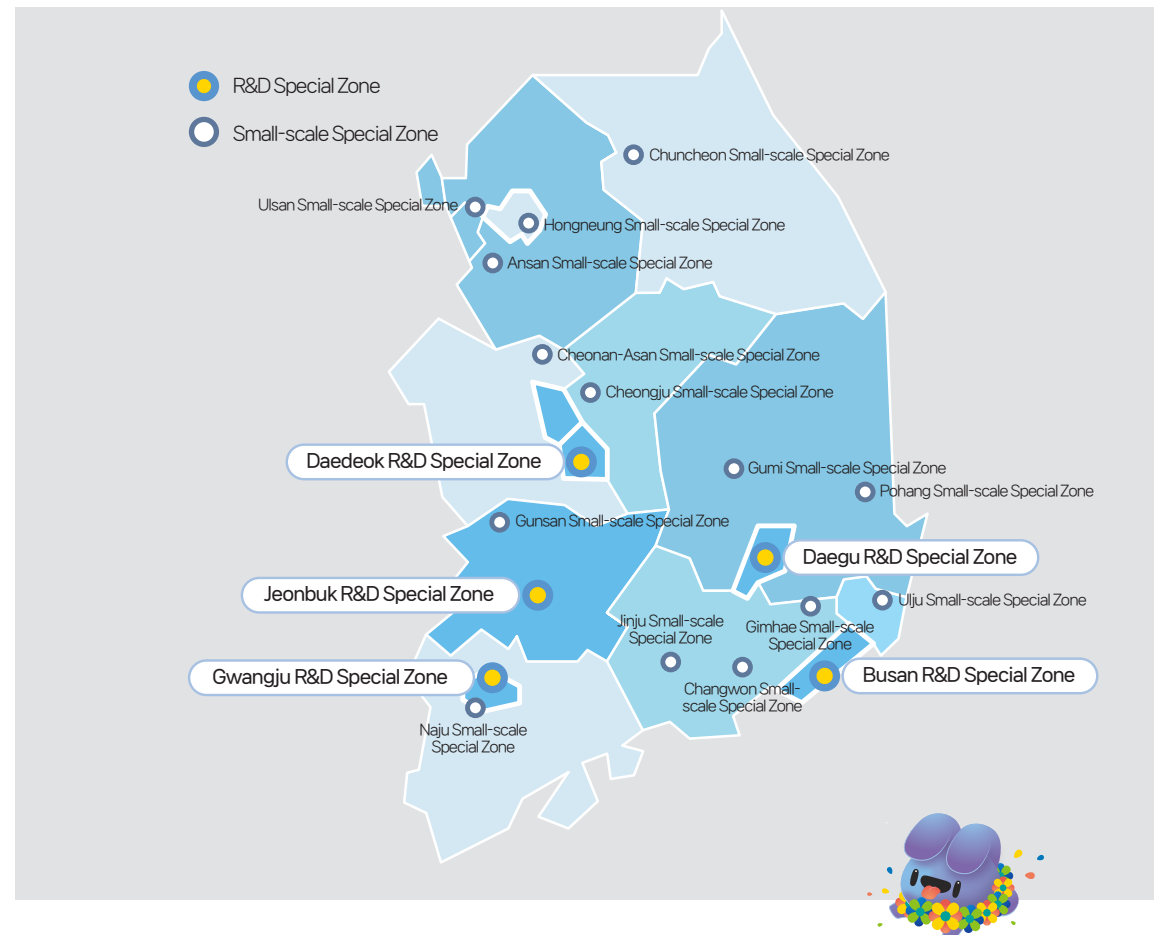 R&D Special Zone
Small-scale Special Zone
Chuncheon Small-scale Special Zone
Ulsan Small-scale Special Zone
Hongneung Small-scale Special Zone
Ansan Small-scale Special Zone
Cheonan-Asan Small-scale Special Zone
Cheongju Small-scale Special Zone
Daedeok R&D Special Zone
Gumi Small-scale Special Zone
Pohang Small-scale Special Zone
Gunsan Small-scale Special Zone
Daegu R&D Special Zone
Jeonbuk R&D Special Zone
Ulju Small-scale Special Zone
Jinju Small-scale
Special Zone
Gimhae Small-scale
Special Zone
Gwangju R&D Special Zone
Busan R&D Special Zone
Changwon Small-
scale Special Zone
Naju Small-scale
Special Zone